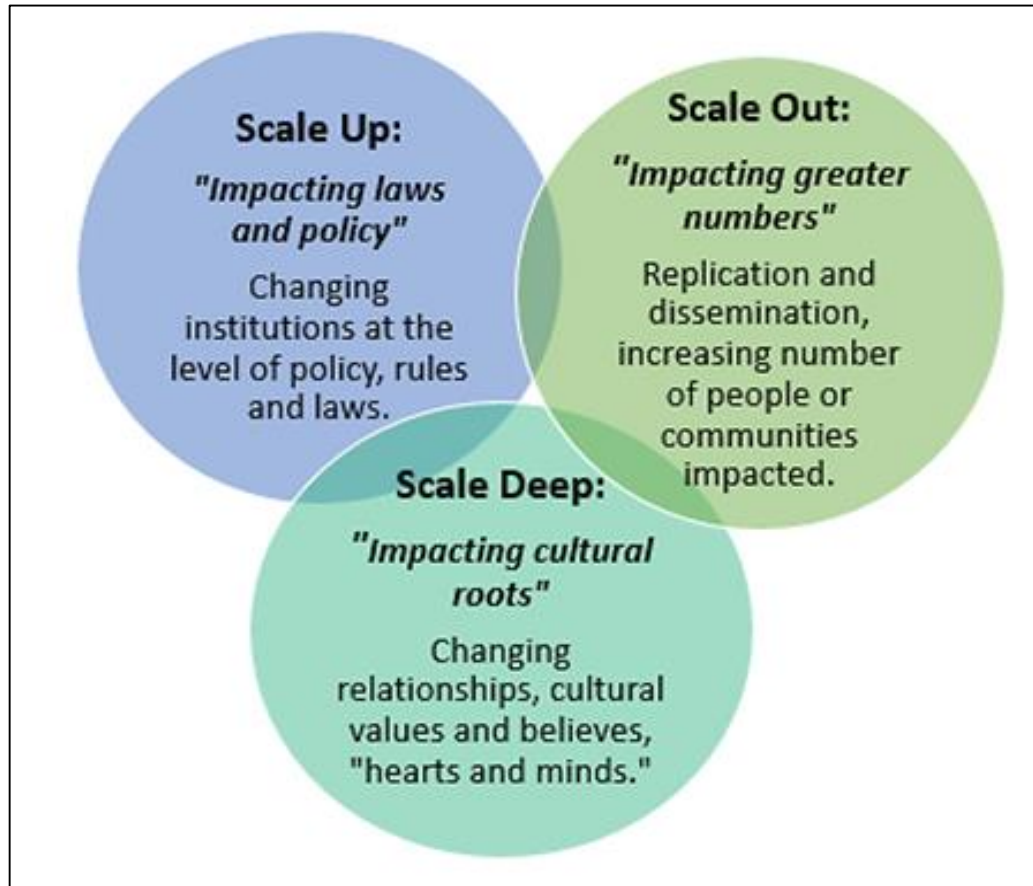 Scale Up:
"Impacting laws
and policy"
Changing
institutions at the
level of policy, rules
and laws.
Scale Out:
"Impacting greater
numbers"
Replication and
dissemination,
increasing number
of people or
communities
impacted.
Scale Deep:
"Impacting cultural
roots"
Changing
relationships, cultural
values and believes,
"hearts and minds."